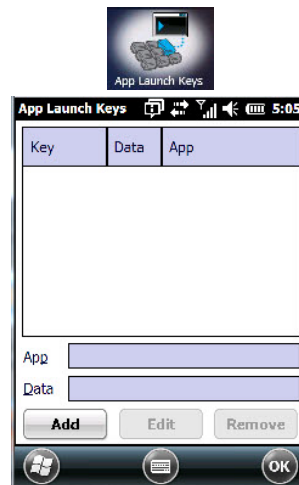 App Launch Keys
App Launch Keys 5:05
Key Data App
App
Data
Add Edit Remove
OK